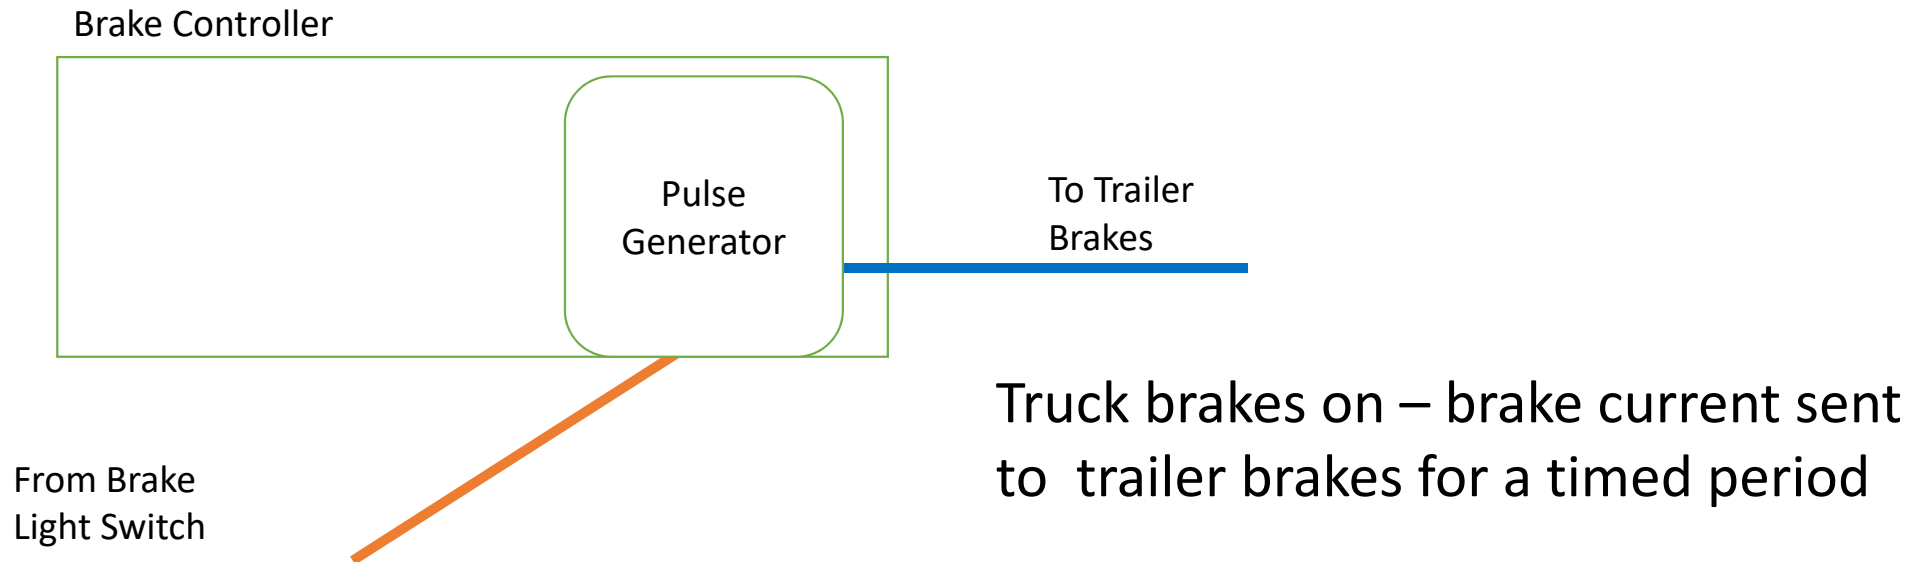 Brake Controller
Pulse
Generator
To Trailer
Brakes
Truck brakes on – brake current sent
to  trailer brakes for a timed period
From Brake
Light Switch